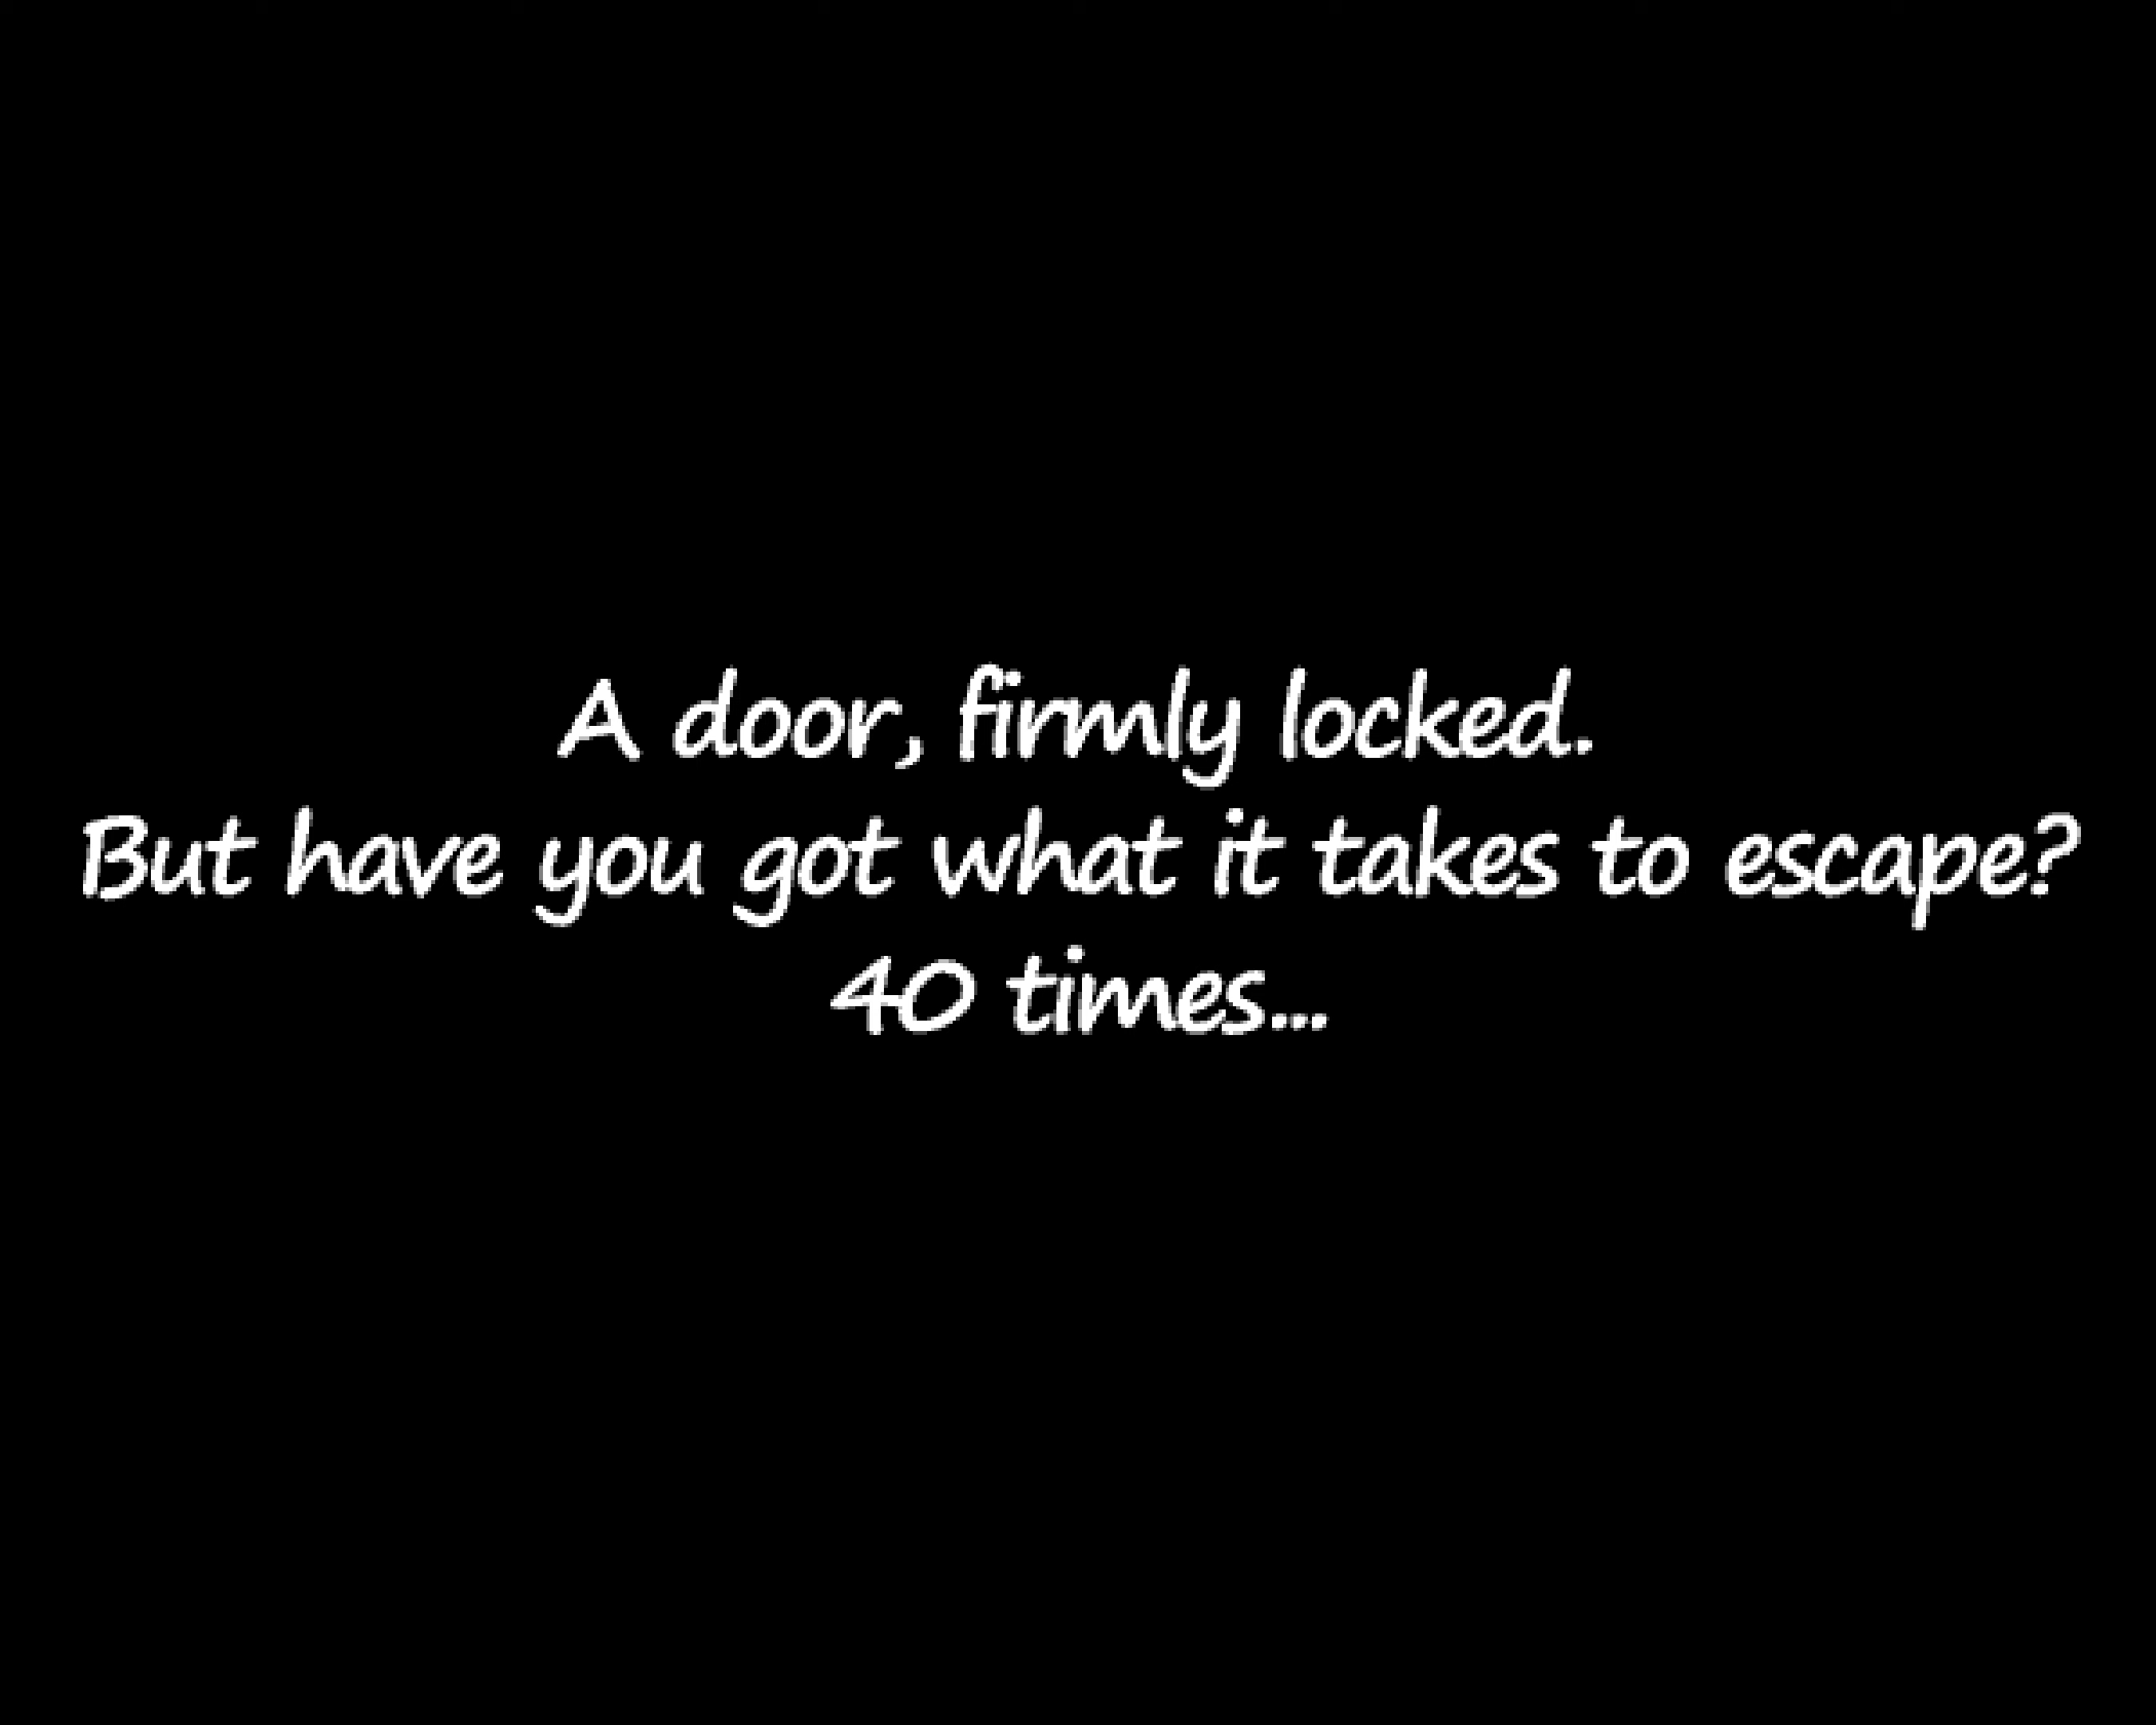 A door, firmly locked.
But have you got what it takes to escape?
40 times...